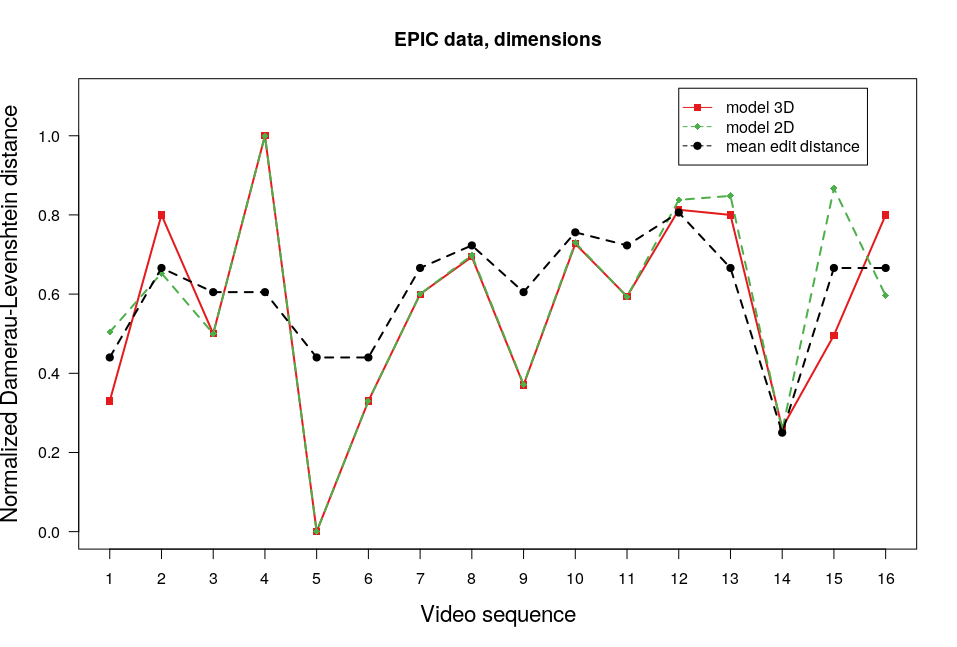 EPIC data, dimensions
model 3D
model 2D
mean edit distance
Normalized Damerau-Levenshtein distance
1.0
0.8
0.6
0.4
0.2
0.0
1 2 3 4 5 6 7 8 9 10 11 12 13 14 15 16
Video sequence